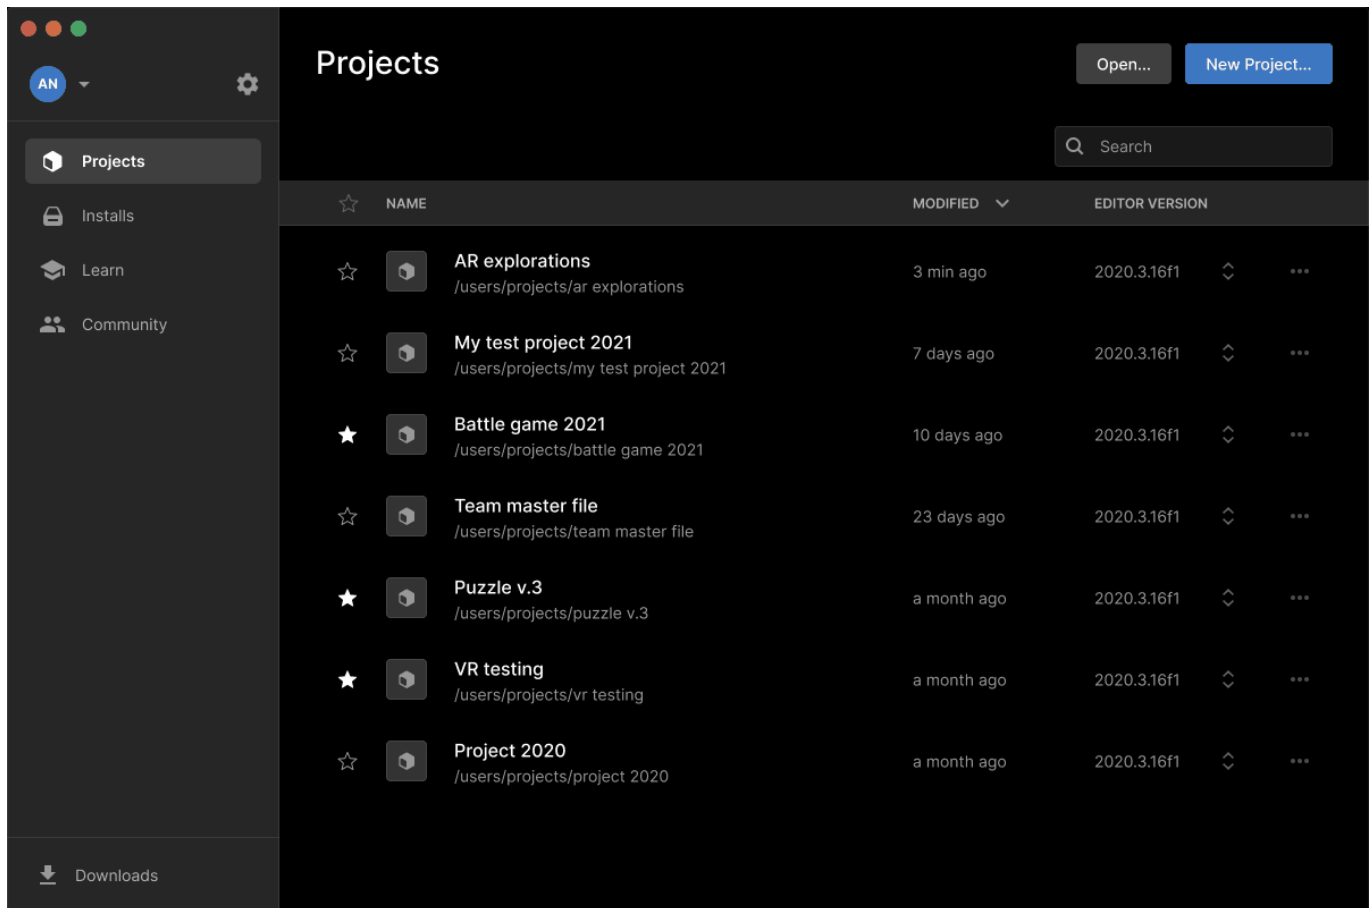 AN
Projects
Installs
Learn
Community
Downloads
Projects
Open...
New Project...
Search
NAME
MODIFIED
EDITOR VERSION
AR explorations
/users/projects/ar explorations
3 min ago
2020.3.16f1
My test project 2021
/users/projects/my test project 2021
7 days ago
2020.3.16f1
Battle game 2021
/users/projects/battle game 2021
10 days ago
2020.3.16f1
Team master file
/users/projects/team master file
23 days ago
2020.3.16f1
Puzzle v.3
/users/projects/puzzle v.3
a month ago
2020.3.16f1
VR testing
/users/projects/vr testing
a month ago
2020.3.16f1
Project 2020
/users/projects/project 2020
a month ago
2020.3.16f1